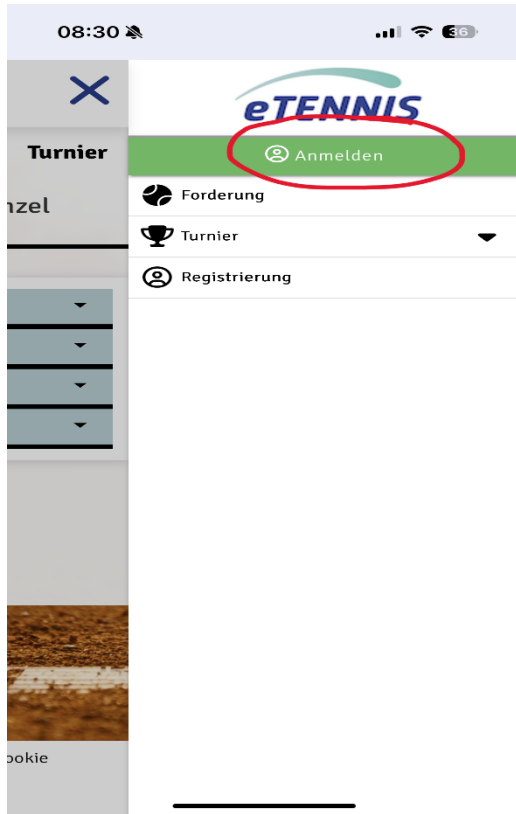 08:30
36
eTENNIS
Turnier
Anmelden
nzel
Forderung
Turnier
Registrierung
ookie